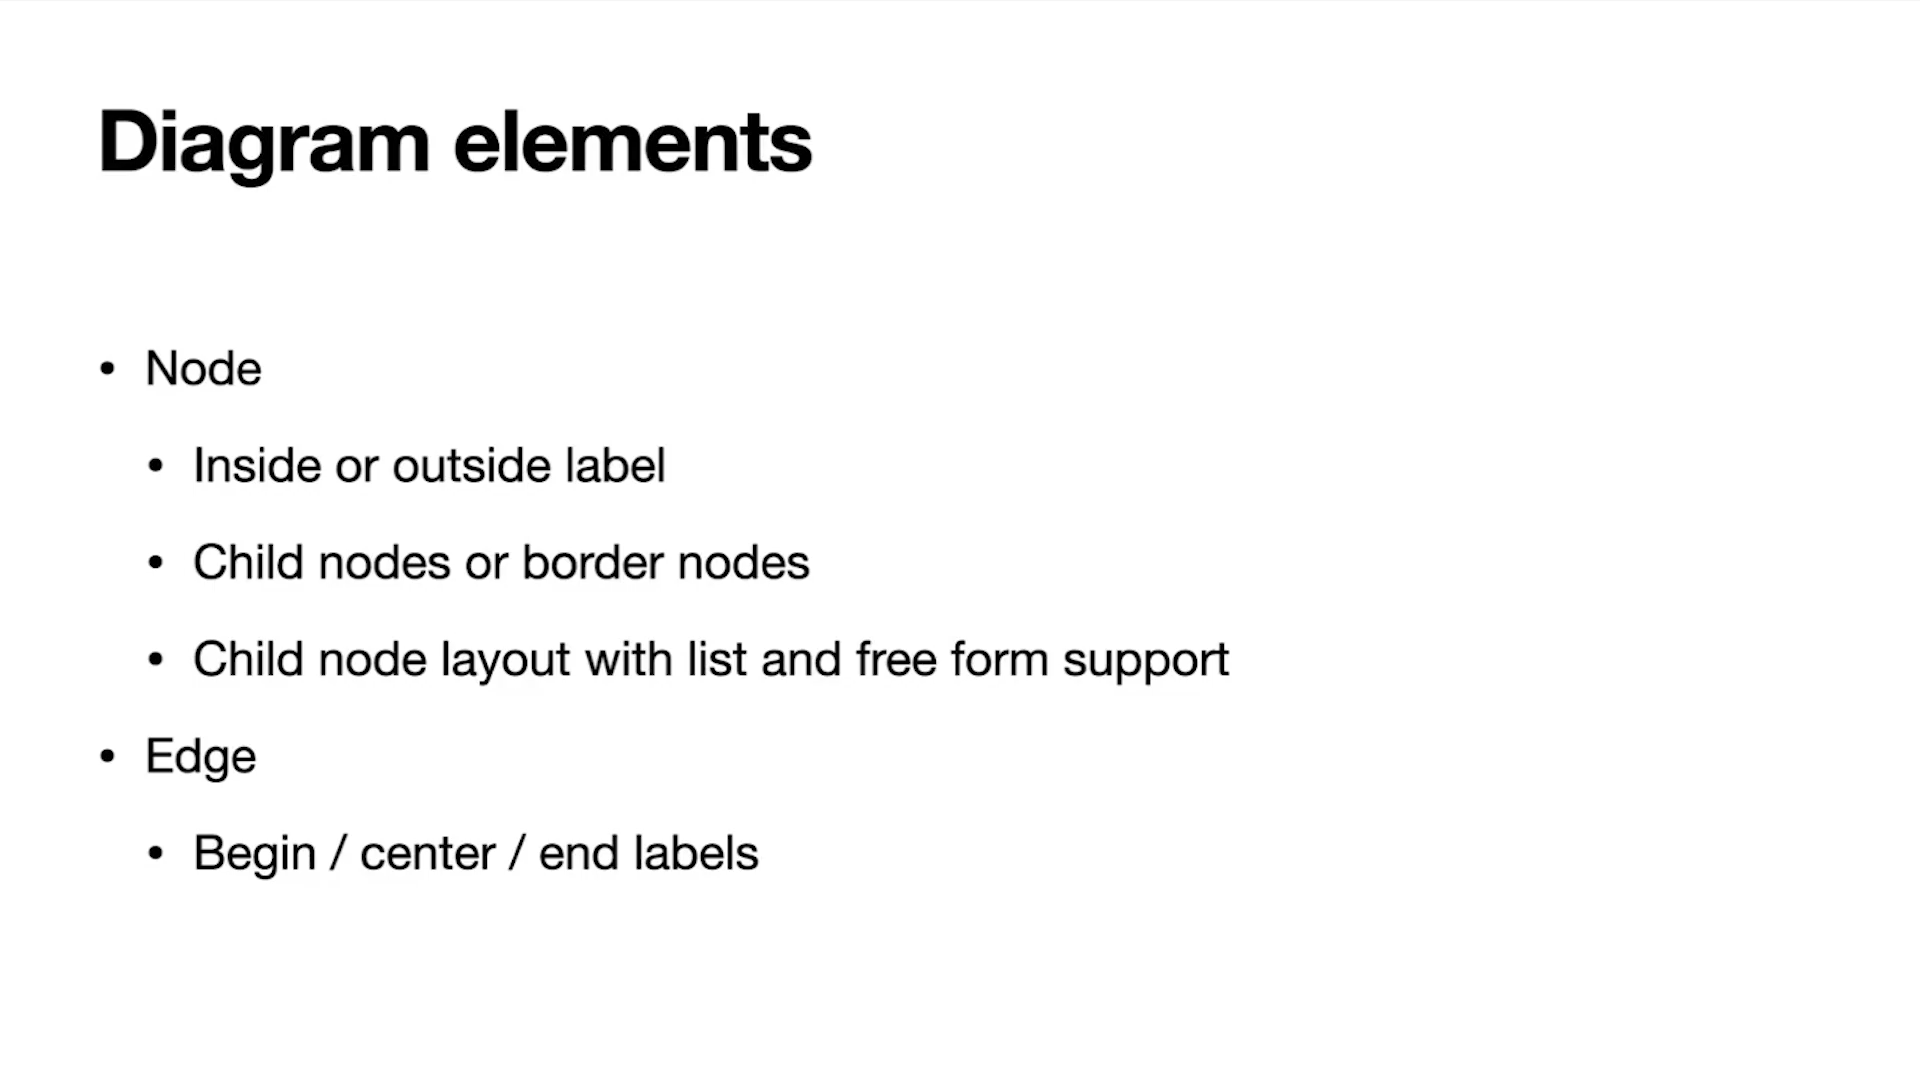 Diagram elements
• Node
• Inside or outside label
• Child nodes or border nodes
• Child node layout with list and free form support
• Edge
• Begin / center / end labels